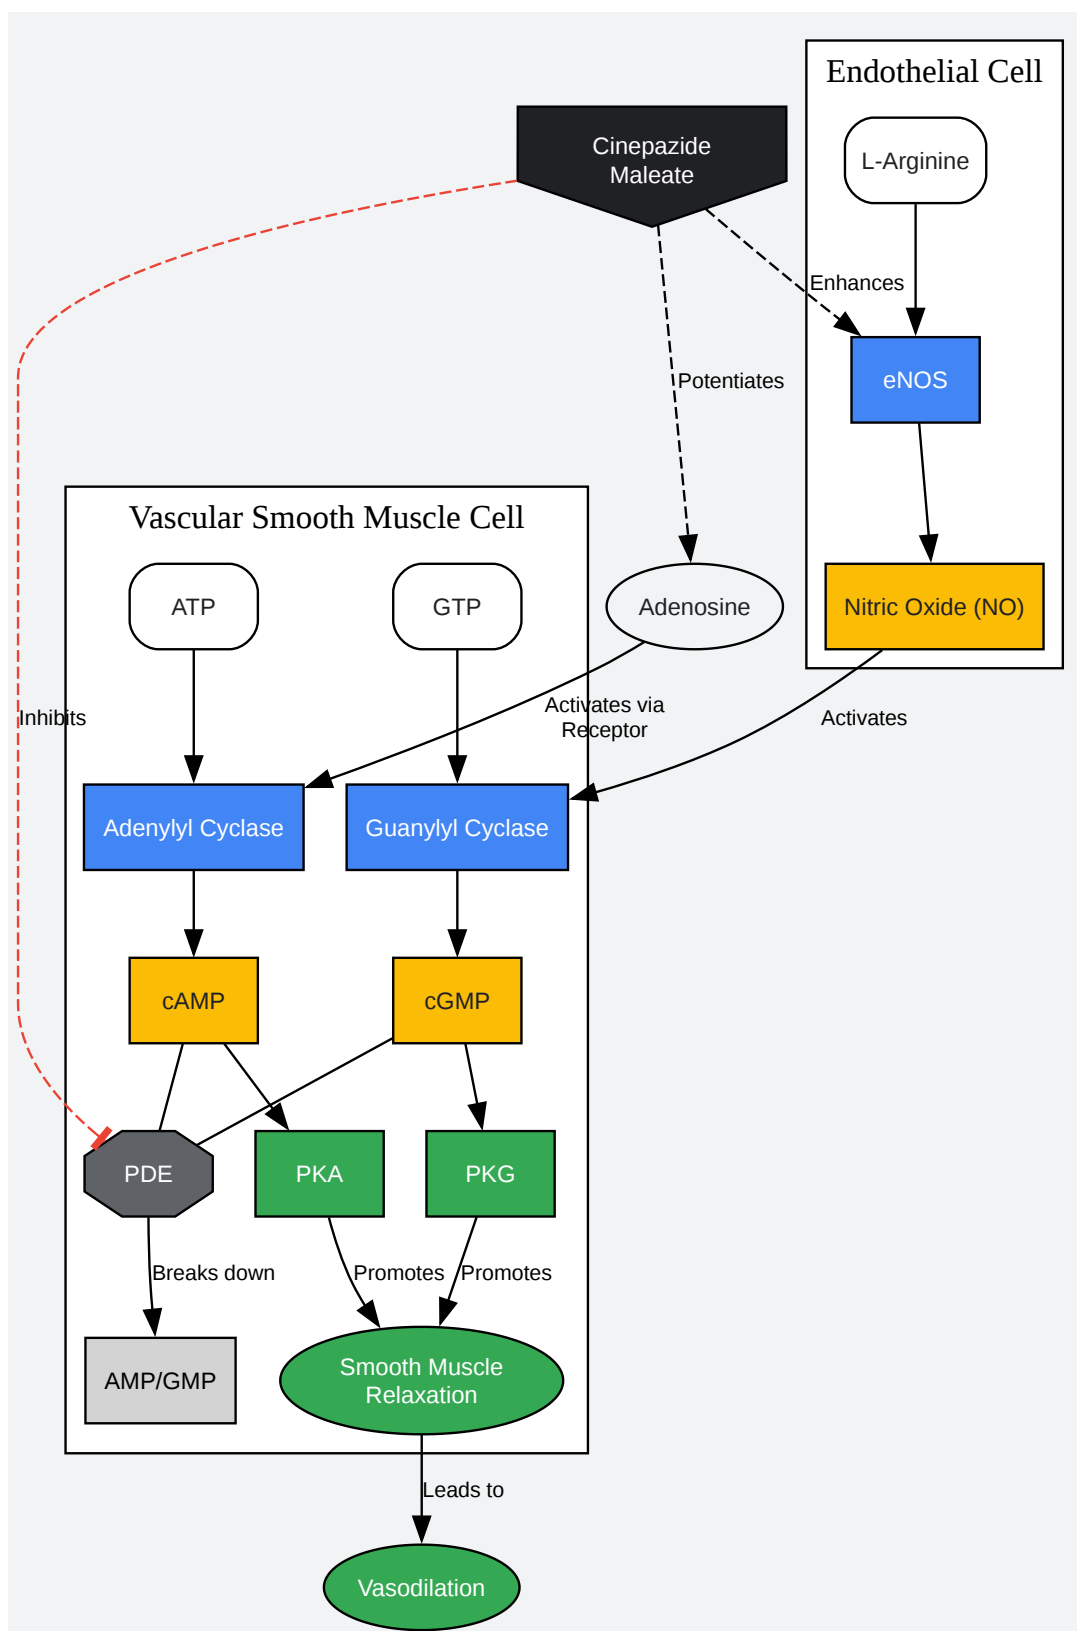 Endothelial Cell
Cinepazide
Maleate
L-Arginine
Enhances
Potentiates
eNOS
Vascular Smooth Muscle Cell
ATP
GTP
Adenosine
Nitric Oxide (NO)
Inhibits
Activates via
Receptor
Activates
Adenylyl Cyclase
Guanylyl Cyclase
cAMP
cGMP
PDE
PKA
PKG
Breaks down
Promotes
Promotes
AMP/GMP
Smooth Muscle
Relaxation
Leads to
Vasodilation